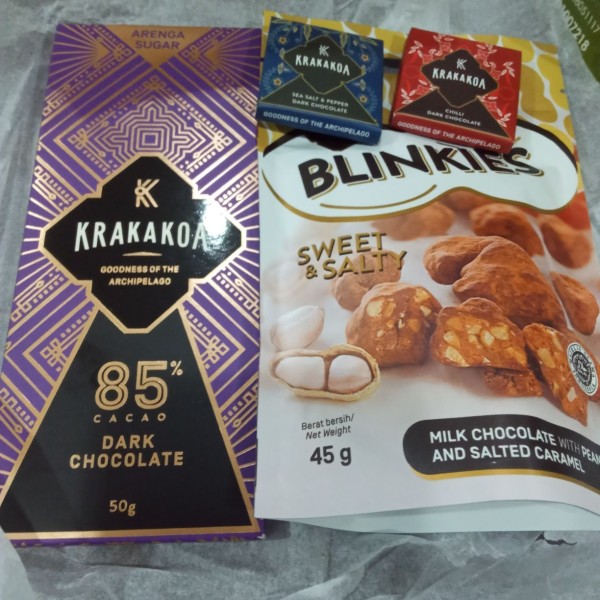 ARENGA
SUGAR
KRAKAKOA
GOODNESS OF THE
ARCHIPELAGO
85%
CACAO
DARK
CHOCOLATE
50g
KRAKAKOA
SEA SALT & PEPPER
DARK CHOCOLATE
GOODNESS OF THE ARCHIPELAGO
KRAKAKOA
CHILLI
DARK CHOCOLATE
GOODNESS OF THE ARCHIPELAGO
BLINKIES
SWEET
& SALTY
Berat bersih/
Net Weight
45 g
MILK CHOCOLATE WITH PEAN
AND SALTED CARAMEL